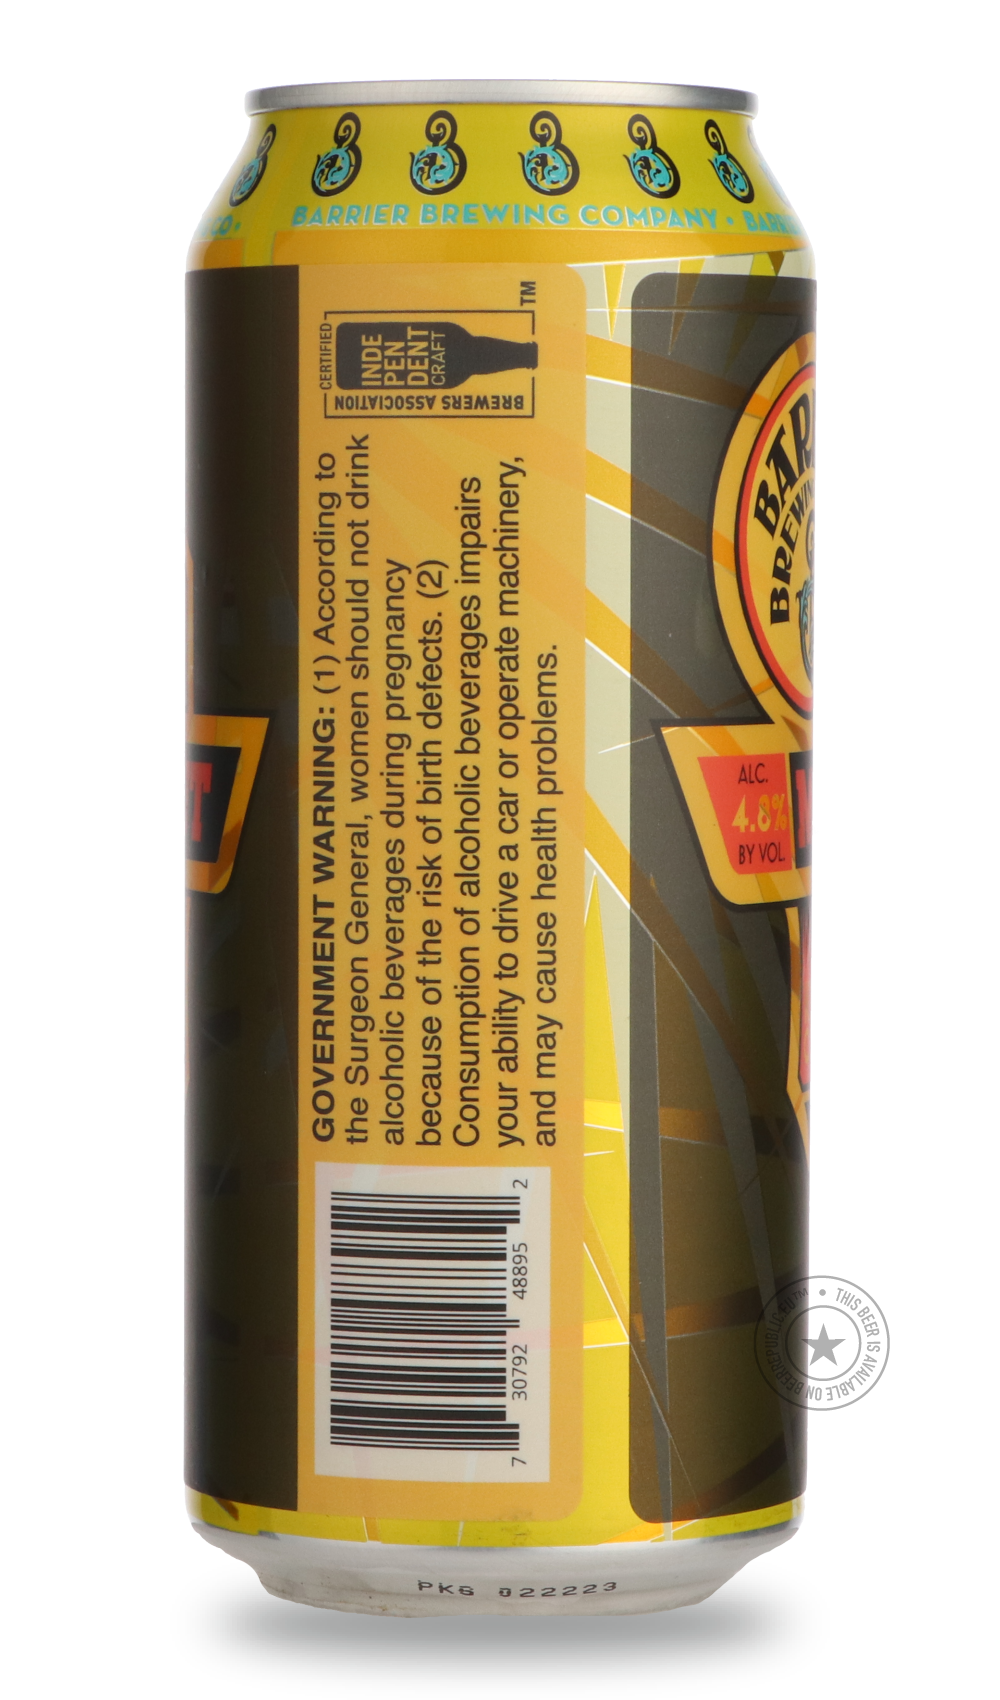 CO •
BARRIER BREWING COMPANY •
CERTIFIED
INDE
PEN
DENT
CRAFT
BREWERS ASSOCIATION
TM
GOVERNMENT WARNING: (1) According to
the Surgeon General, women should not drink
alcoholic beverages during pregnancy
because of the risk of birth defects. (2)
Consumption of alcoholic beverages impairs
your ability to drive a car or operate machinery,
and may cause health problems.
7 30792 48895 2
ALC.
4.8%
BY VOL.
PKG 022223
THIS BEER IS AVAILABLE ON BEERREPUBLIC.EU™ •